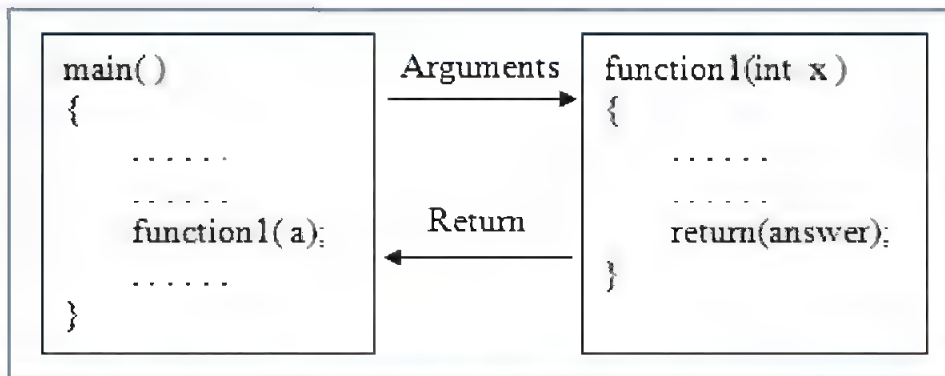 main( )
{
. . . . . .
. . . . . .
function1( a);
. . . . . .
}
Arguments
Return
function1(int x )
{
. . . . . .
. . . . . .
return(answer);
}